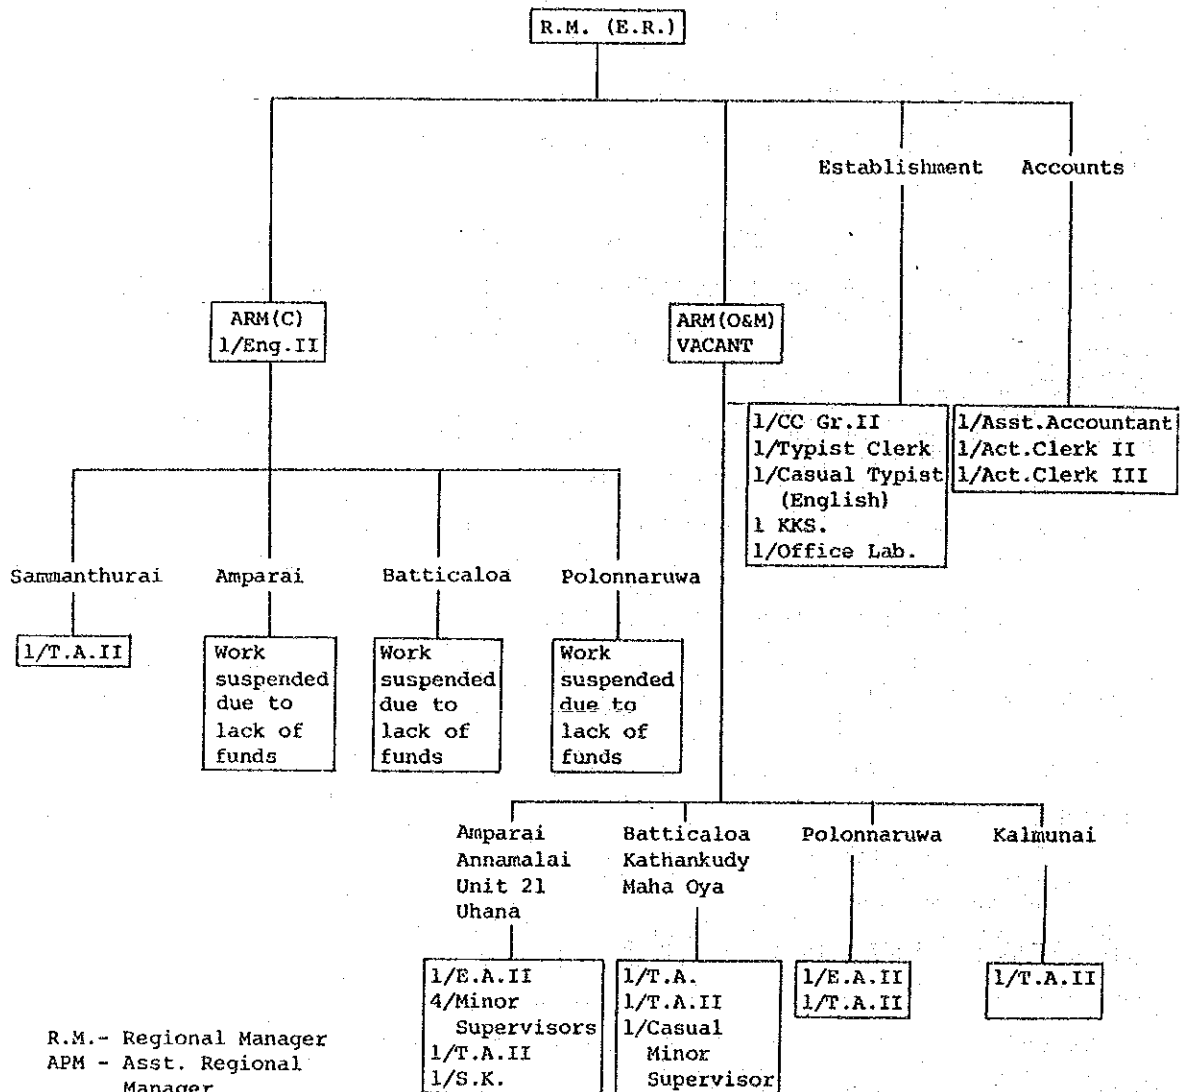 R.M. (E.R.)
Establishment
Accounts
ARM(C)
1/Eng.II
ARM(O&M)
VACANT
1/CC Gr.II
1/Typist Clerk
1/Casual Typist
(English)
1 KKS.
1/Office Lab.
1/Asst.Accountant
1/Act.Clerk II
1/Act.Clerk III
Sammanthurai
Amparai
Batticaloa
Polonnaruwa
1/T.A.II
Work
suspended
due to
lack of
funds
Work
suspended
due to
lack of
funds
Work
suspended
due to
lack of
funds
Amparai
Annamalai
Unit 21
Uhana
Batticaloa
Kathankudy
Maha Oya
Polonnaruwa
Kalmunai
1/E.A.II
4/Minor
Supervisors
1/T.A.II
1/S.K.
1/T.A.
1/T.A.II
1/Casual
Minor
Supervisor
1/E.A.II
1/T.A.II
1/T.A.II
R.M.- Regional Manager
APM - Asst. Regional
Manager